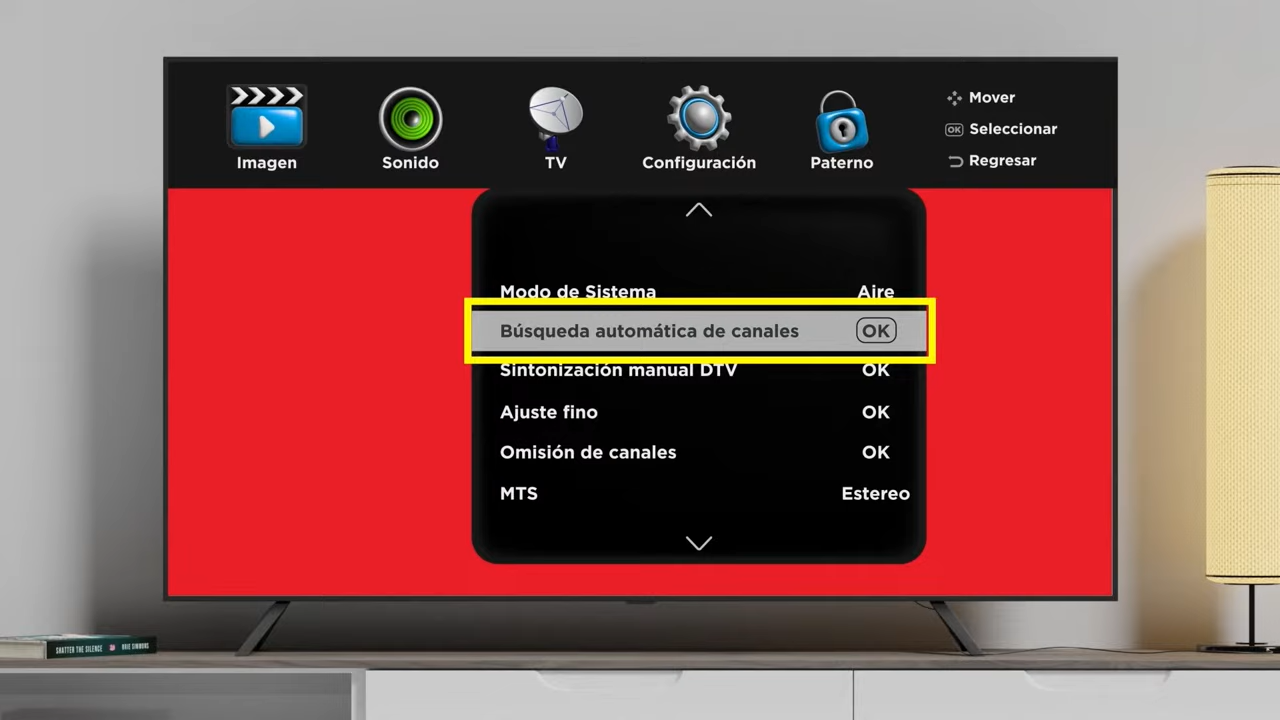 Imagen
Sonido
TV
Configuración
Paterno
Mover
OK Seleccionar
Regresar
Modo de Sistema Aire
Búsqueda automática de canales OK
Sintonización manual DTV OK
Ajuste fino OK
Omisión de canales OK
MTS Estereo
SHATTER THE SILENCE